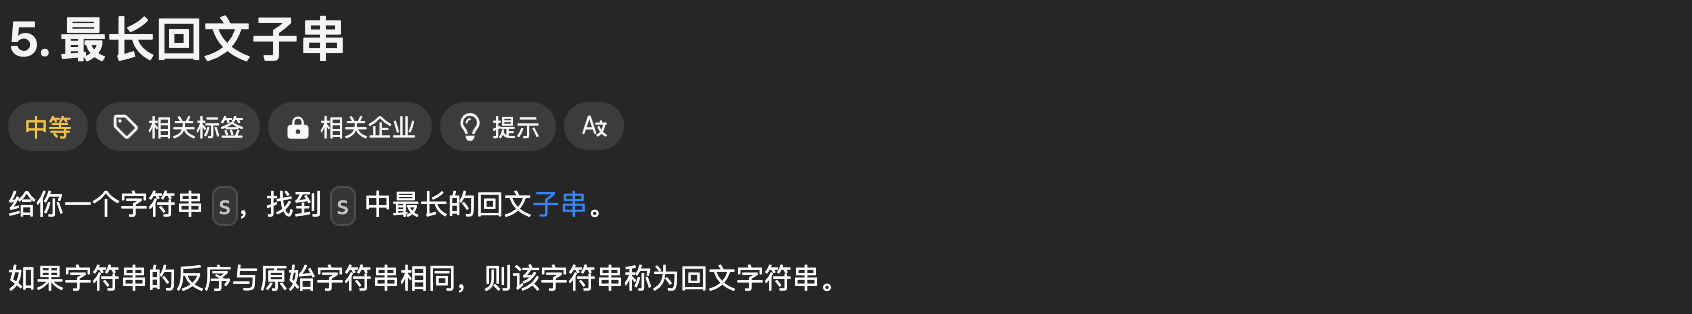 5. 最长回文子串
中等 相关标签 相关企业 提示 A文
给你一个字符串 s，找到 s 中最长的回文子串。
如果字符串的反序与原始字符串相同，则该字符串称为回文字符串。